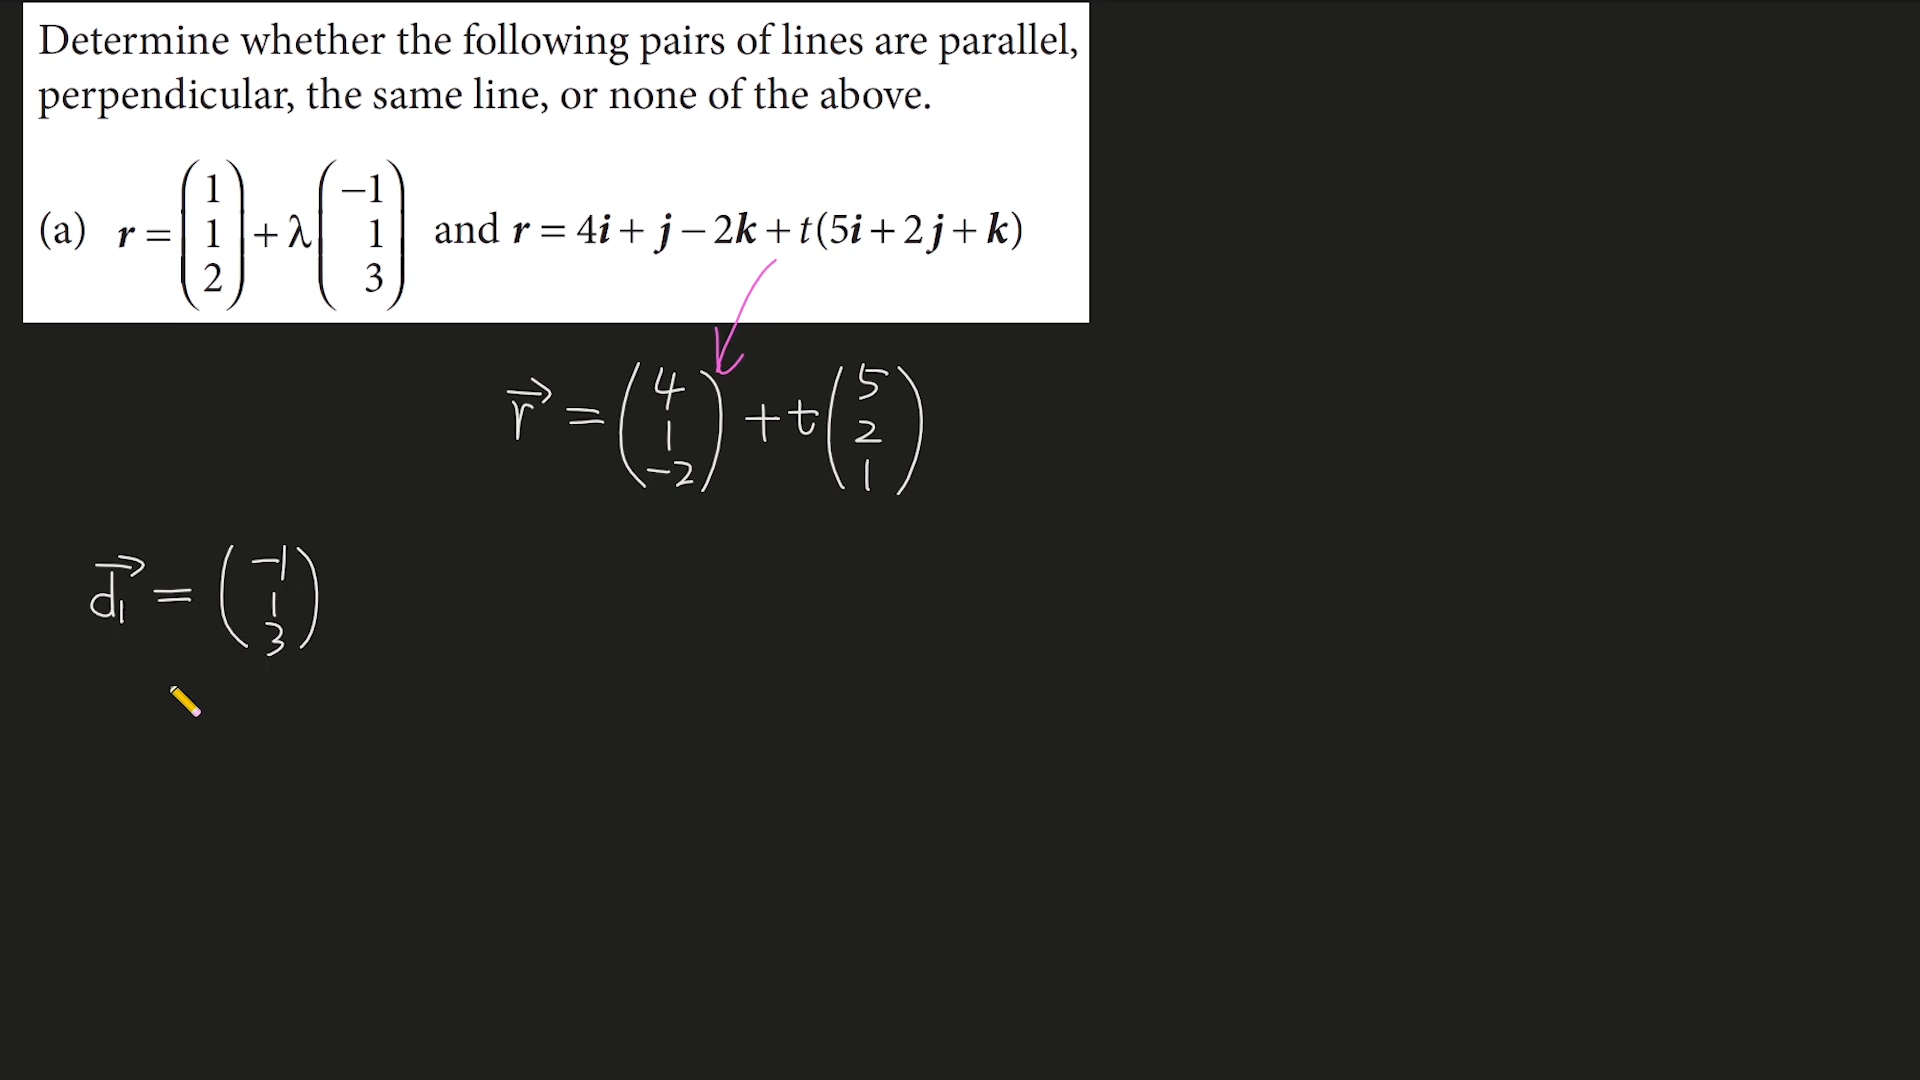 Determine whether the following pairs of lines are parallel,
perpendicular, the same line, or none of the above.
(a) r = (1 1 2) + λ(−1 1 3) and r = 4i + j − 2k + t(5i + 2j + k)
r⃗ = (4 1 −2) + t(5 2 1)
d⃗₁ = (−1 1 3)